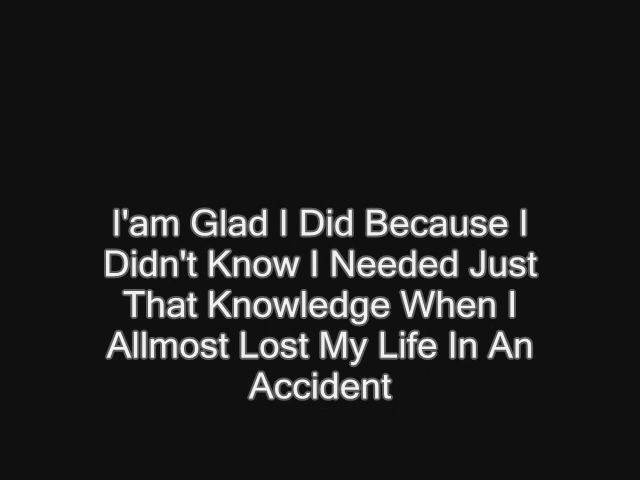 I'am Glad I Did Because I
Didn't Know I Needed Just
That Knowledge When I
Allmost Lost My Life In An
Accident